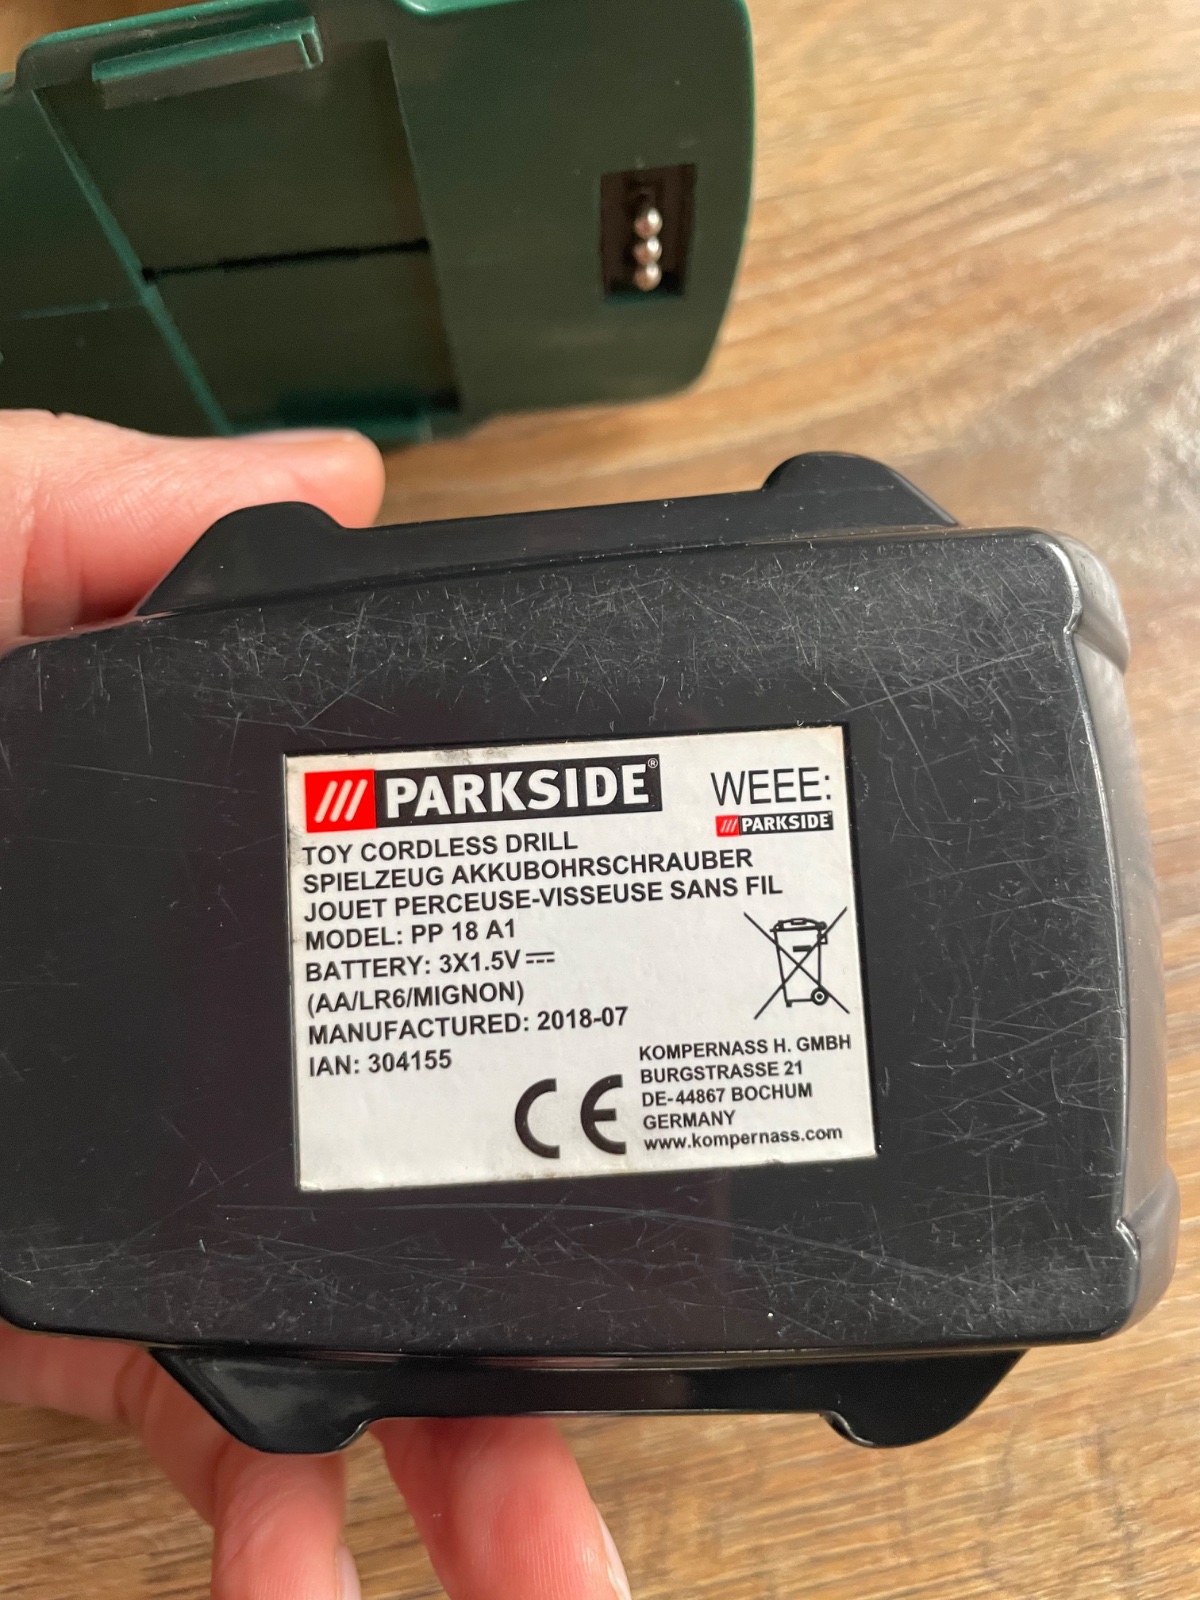 /// PARKSIDE®
WEEE:
/// PARKSIDE
TOY CORDLESS DRILL
SPIELZEUG AKKUBOHRSCHRAUBER
JOUET PERCEUSE-VISSEUSE SANS FIL
MODEL: PP 18 A1
BATTERY: 3X1.5V⎓
(AA/LR6/MIGNON)
MANUFACTURED: 2018-07
IAN: 304155
CE
KOMPERNASS H. GMBH
BURGSTRASSE 21
DE-44867 BOCHUM
GERMANY
www.kompernass.com